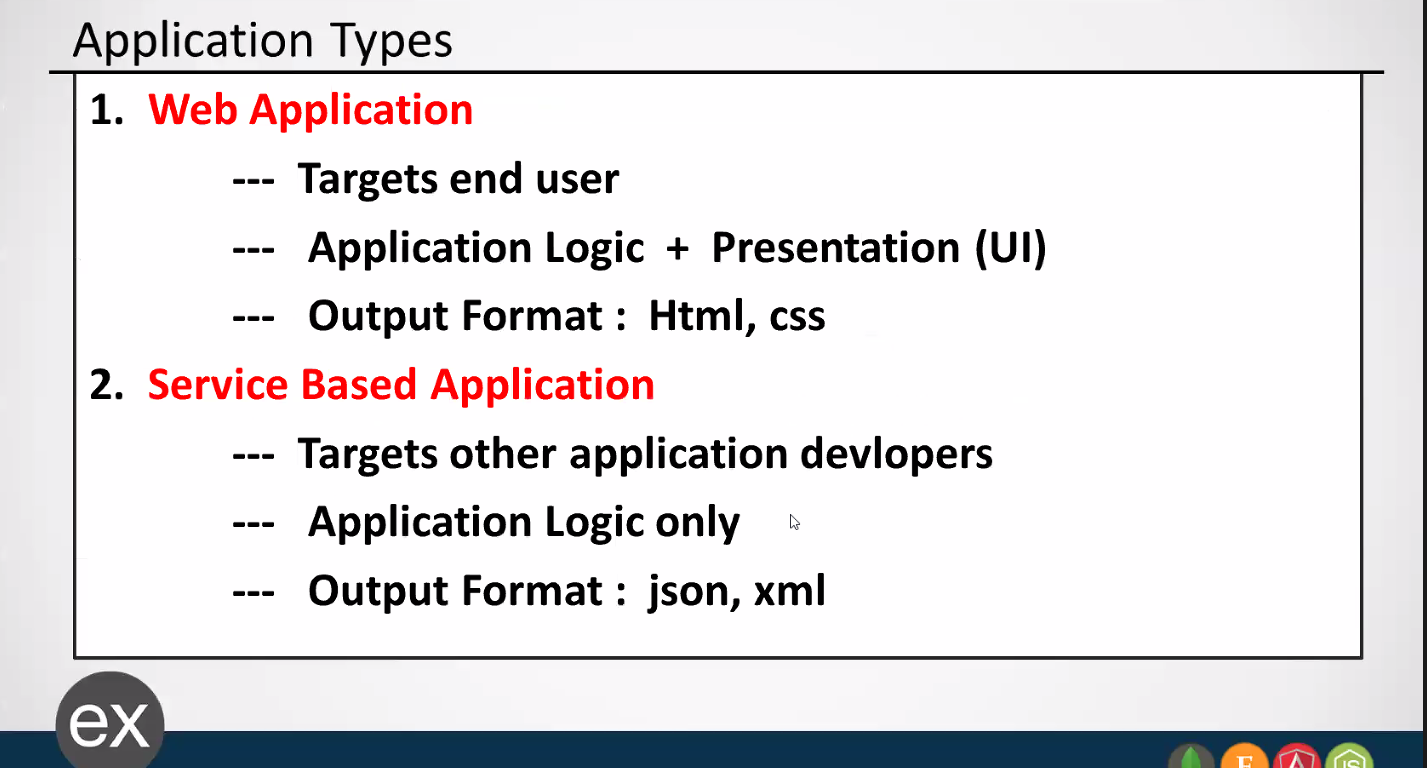 Application Types
1. Web Application
--- Targets end user
--- Application Logic + Presentation (UI)
--- Output Format : Html, css
2. Service Based Application
--- Targets other application devlopers
--- Application Logic only
--- Output Format : json, xml
ex
E
JS